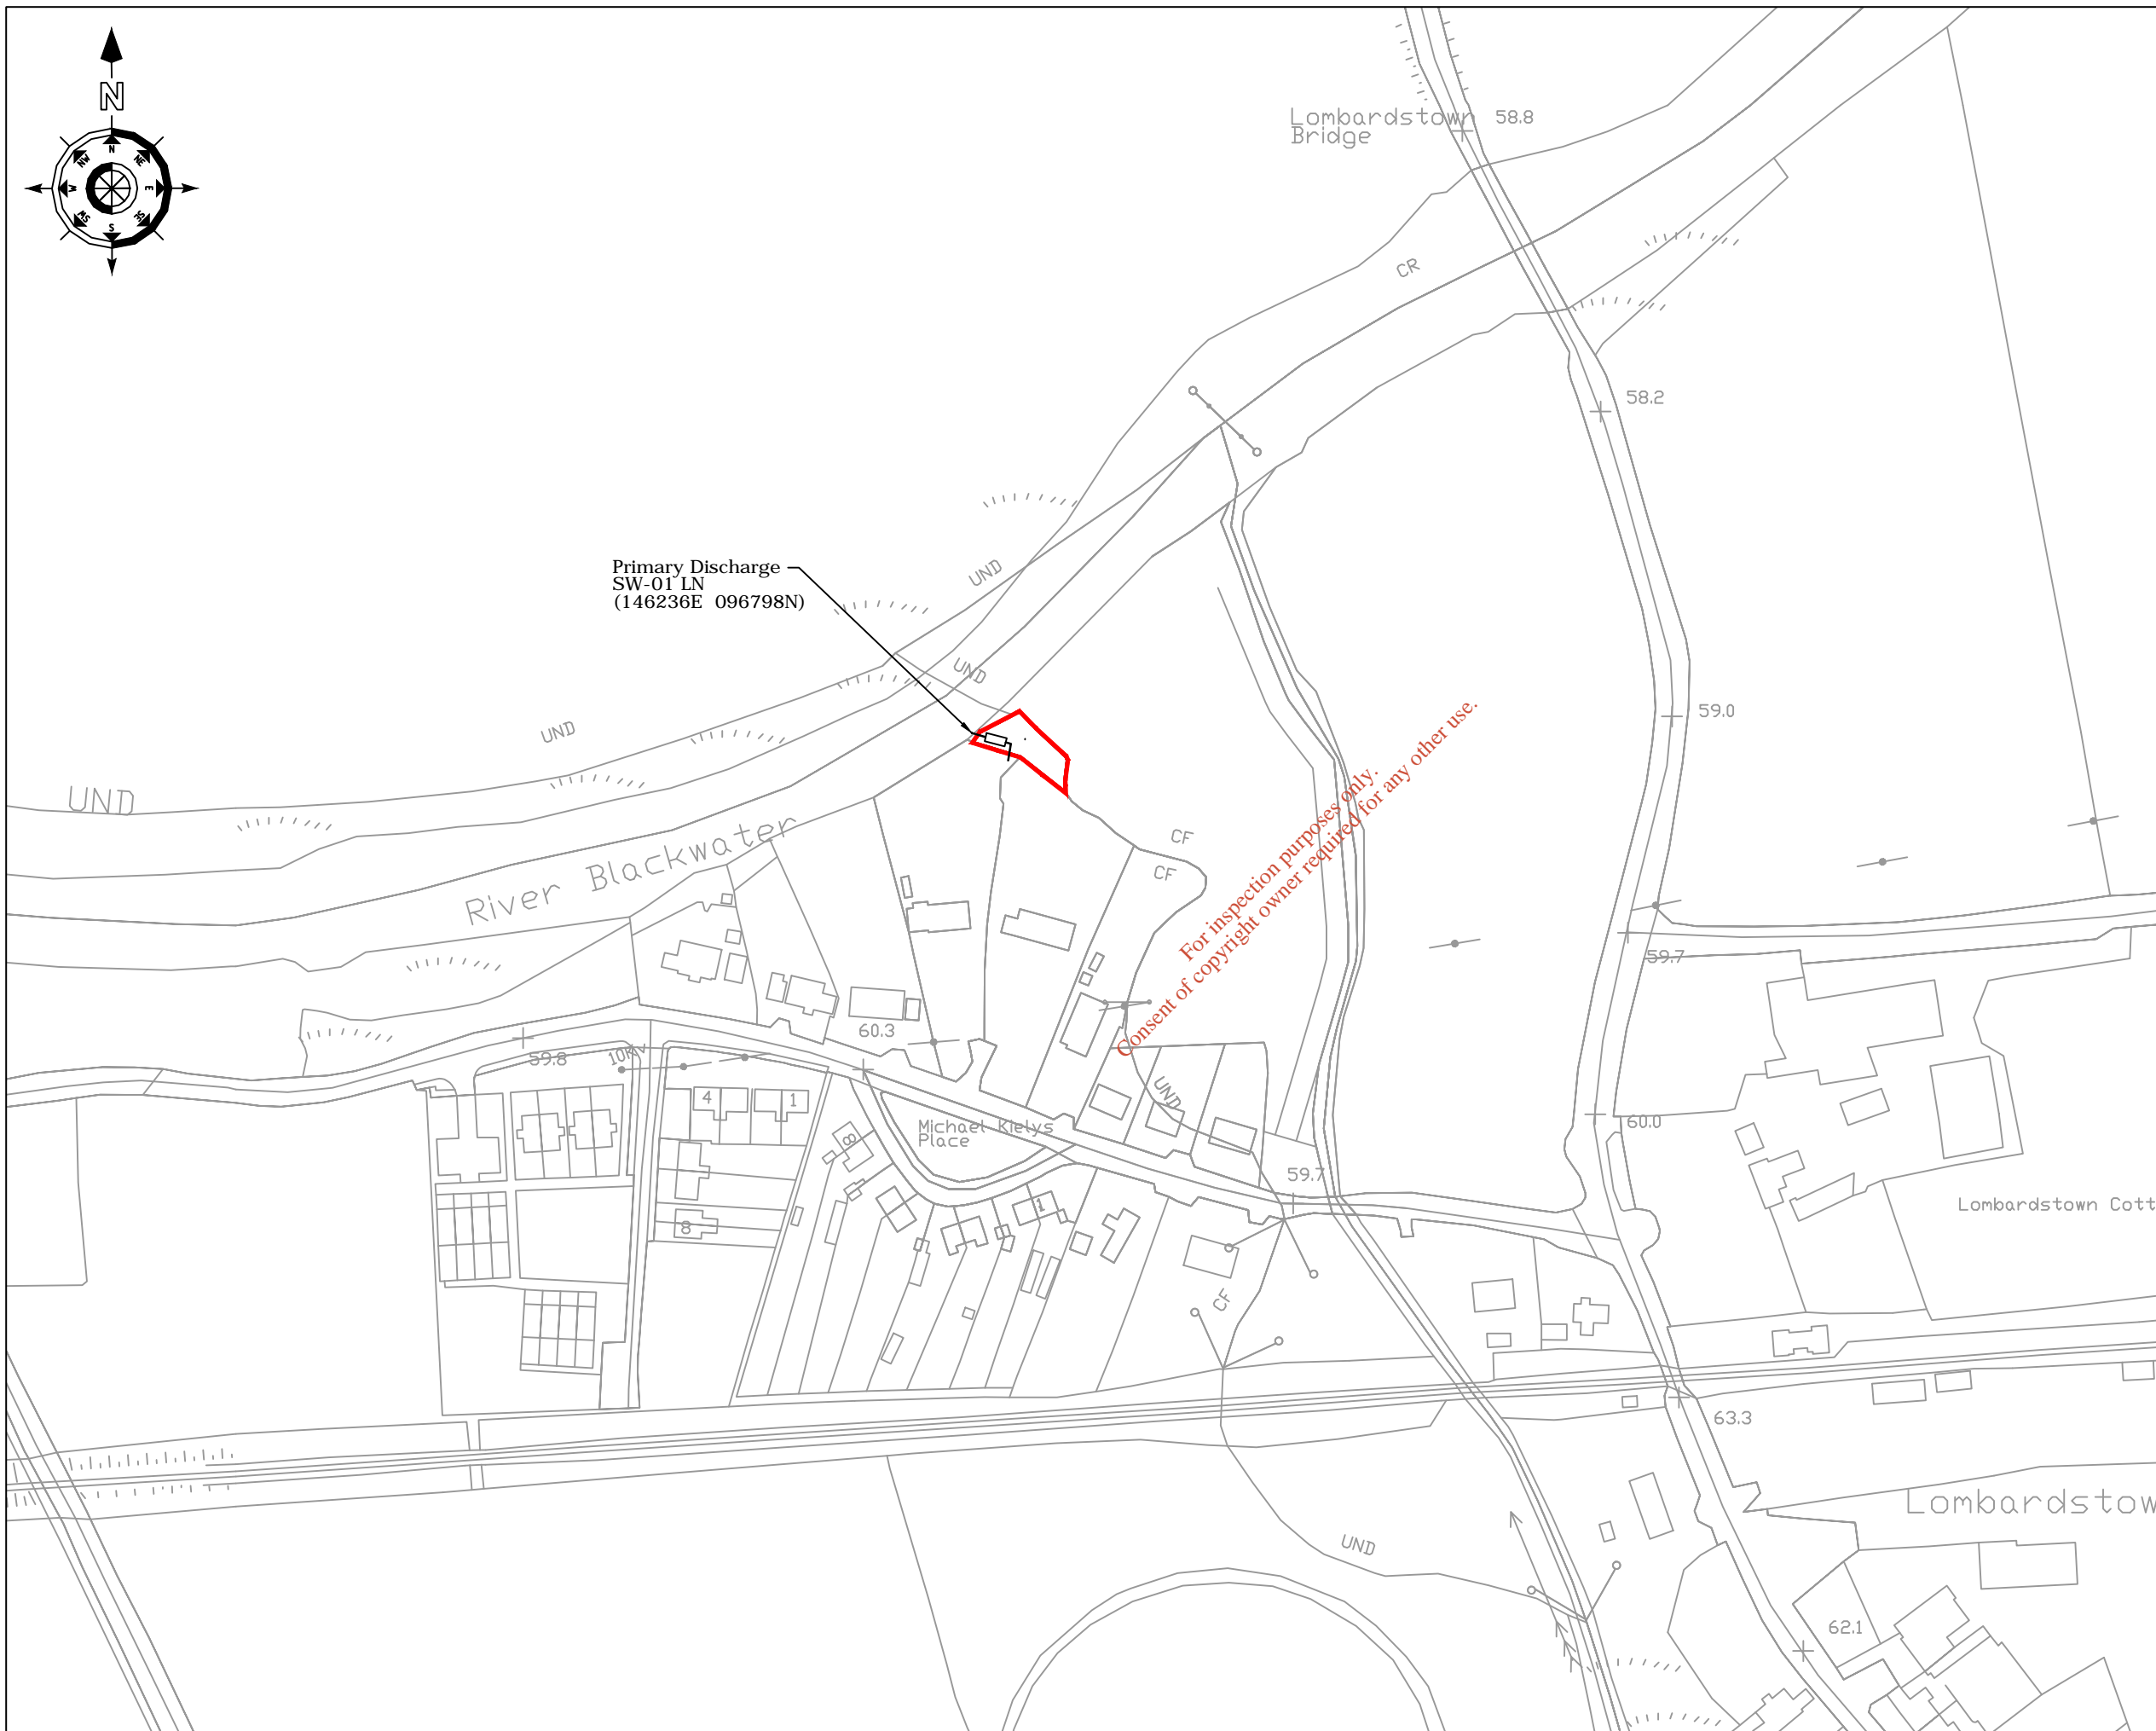 N
N
NW
NE
W
E
SW
SE
S
Lombardstown
Bridge
58.8
CR
58.2
UND
Primary Discharge
SW-01 LN
(146236E 096798N)
UND
UND
59.0
UND
For inspection purposes only.
Consent of copyright owner required for any other use.
River Blackwater
CF
CF
59.7
60.3
59.8
10Kv
UND
4
1
Michael Kielys
Place
8
60.0
59.7
1
8
Lombardstown Cott
CF
63.3
Lombardstow
UND
62.1